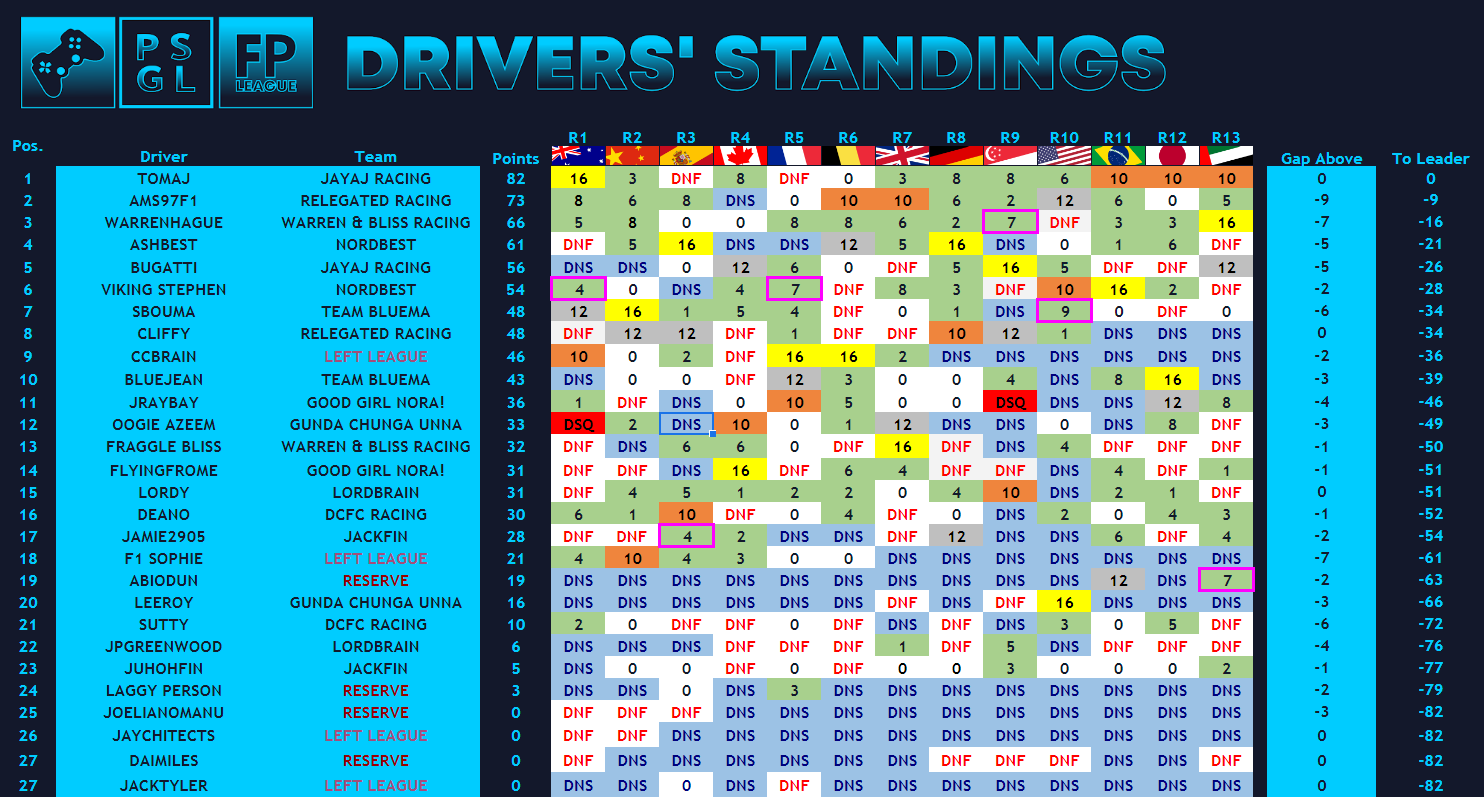 PS
GL
FP
LEAGUE
DRIVERS' STANDINGS
Pos. Driver Team Points R1 R2 R3 R4 R5 R6 R7 R8 R9 R10 R11 R12 R13 Gap Above To Leader
1 TOMAJ JAYAJ RACING 82 16 3 DNF 8 DNF 0 3 8 8 6 10 10 10 0 0
2 AMS97F1 RELEGATED RACING 73 8 6 8 DNS 0 10 10 6 2 12 6 0 5 -9 -9
3 WARRENHAGUE WARREN & BLISS RACING 66 5 8 0 0 8 8 6 2 7 DNF 3 3 16 -7 -16
4 ASHBEST NORDBEST 61 DNF 5 16 DNS DNS 12 5 16 DNS 0 1 6 DNF -5 -21
5 BUGATTI JAYAJ RACING 56 DNS DNS 0 12 6 0 DNF 5 16 5 DNF DNF 12 -5 -26
6 VIKING STEPHEN NORDBEST 54 4 0 DNS 4 7 DNF 8 3 DNF 10 16 2 DNF -2 -28
7 SBOUMA TEAM BLUEMA 48 12 16 1 5 4 DNF 0 1 DNS 9 0 DNF 0 -6 -34
8 CLIFFY RELEGATED RACING 48 DNF 12 12 DNF 1 DNF DNF 10 12 1 DNS DNS DNS 0 -34
9 CCBRAIN LEFT LEAGUE 46 10 0 2 DNF 16 16 2 DNS DNS DNS DNS DNS DNS -2 -36
10 BLUEJEAN TEAM BLUEMA 43 DNS 0 0 DNF 12 3 0 0 4 DNS 8 16 DNS -3 -39
11 JRAYBAY GOOD GIRL NORA! 36 1 DNF DNS 0 10 5 0 0 DSQ DNS DNS 12 8 -4 -46
12 OOGIE AZEEM GUNDA CHUNGA UNNA 33 DSQ 2 DNS 10 0 1 12 DNS DNS 0 DNS 8 DNF -3 -49
13 FRAGGLE BLISS WARREN & BLISS RACING 32 DNF DNS 6 6 0 DNF 16 DNF DNS 4 DNF DNF DNF -1 -50
14 FLYINGFROME GOOD GIRL NORA! 31 DNF DNF DNS 16 DNF 6 4 DNF DNF DNS 4 DNF 1 -1 -51
15 LORDY LORDBRAIN 31 DNF 4 5 1 2 2 0 4 10 DNS 2 1 DNF 0 -51
16 DEANO DCFC RACING 30 6 1 10 DNF 0 4 DNF 0 DNS 2 0 4 3 -1 -52
17 JAMIE2905 JACKFIN 28 DNF DNF 4 2 DNS DNS DNF 12 DNS DNS 6 DNF 4 -2 -54
18 F1 SOPHIE LEFT LEAGUE 21 4 10 4 3 0 0 DNS DNS DNS DNS DNS DNS DNS -7 -61
19 ABIODUN RESERVE 19 DNS DNS DNS DNS DNS DNS DNS DNS DNS DNS 12 DNS 7 -2 -63
20 LEEROY GUNDA CHUNGA UNNA 16 DNS DNS DNS DNS DNS DNS DNF DNS DNF 16 DNS DNS DNS -3 -66
21 SUTTY DCFC RACING 10 2 0 DNF DNF 0 DNF DNS DNF DNS 3 0 5 DNF -6 -72
22 JPGREENWOOD LORDBRAIN 6 DNS DNS DNS DNF DNF DNF 1 DNF 5 DNS DNF DNF DNF -4 -76
23 JUHOHFIN JACKFIN 5 DNS 0 0 DNF 0 DNF 0 0 3 0 0 0 2 -1 -77
24 LAGGY PERSON RESERVE 3 DNS DNS 0 DNS 3 DNS DNS DNS DNS DNS DNS DNS DNS -2 -79
25 JOELIANOMANU RESERVE 0 DNF DNF DNF DNS DNS DNS DNS DNS DNS DNS DNS DNS DNS -3 -82
26 JAYCHITECTS LEFT LEAGUE 0 DNF DNF DNS DNS DNS DNS DNS DNS DNS DNS DNS DNS DNS 0 -82
27 DAIMILES RESERVE 0 DNF DNS DNS DNS DNS DNS DNS DNF DNF DNF DNS DNS DNF 0 -82
27 JACKTYLER LEFT LEAGUE 0 DNS DNS 0 DNS DNF DNS DNS DNS DNS DNS DNS DNS DNS 0 -82